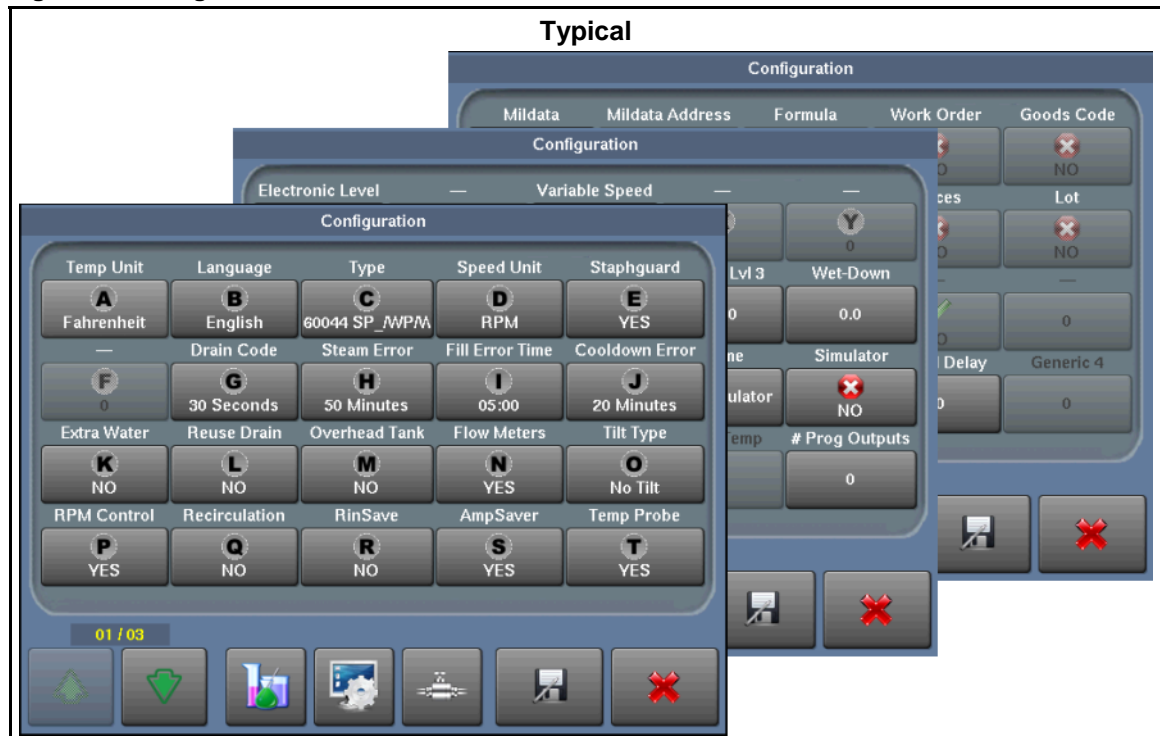 Typical
Configuration
Mildata Mildata Address Formula Work Order Goods Code
NO
Lot
NO
—
0
Delay Generic 4
0
Configuration
Electronic Level — Variable Speed — —
Y
0
Lvl 3 Wet-Down
0 0.0
Simulator
NO
Temp # Prog Outputs
0
Configuration
Temp Unit Language Type Speed Unit Staphguard
A B C D E
Fahrenheit English 60044 SP_/WP/W RPM YES
— Drain Code Steam Error Fill Error Time Cooldown Error
F G H I J
0 30 Seconds 50 Minutes 05:00 20 Minutes
Extra Water Reuse Drain Overhead Tank Flow Meters Tilt Type
K L M N O
NO NO NO YES No Tilt
RPM Control Recirculation RinSave AmpSaver Temp Probe
P Q R S T
YES NO NO YES YES
01 / 03